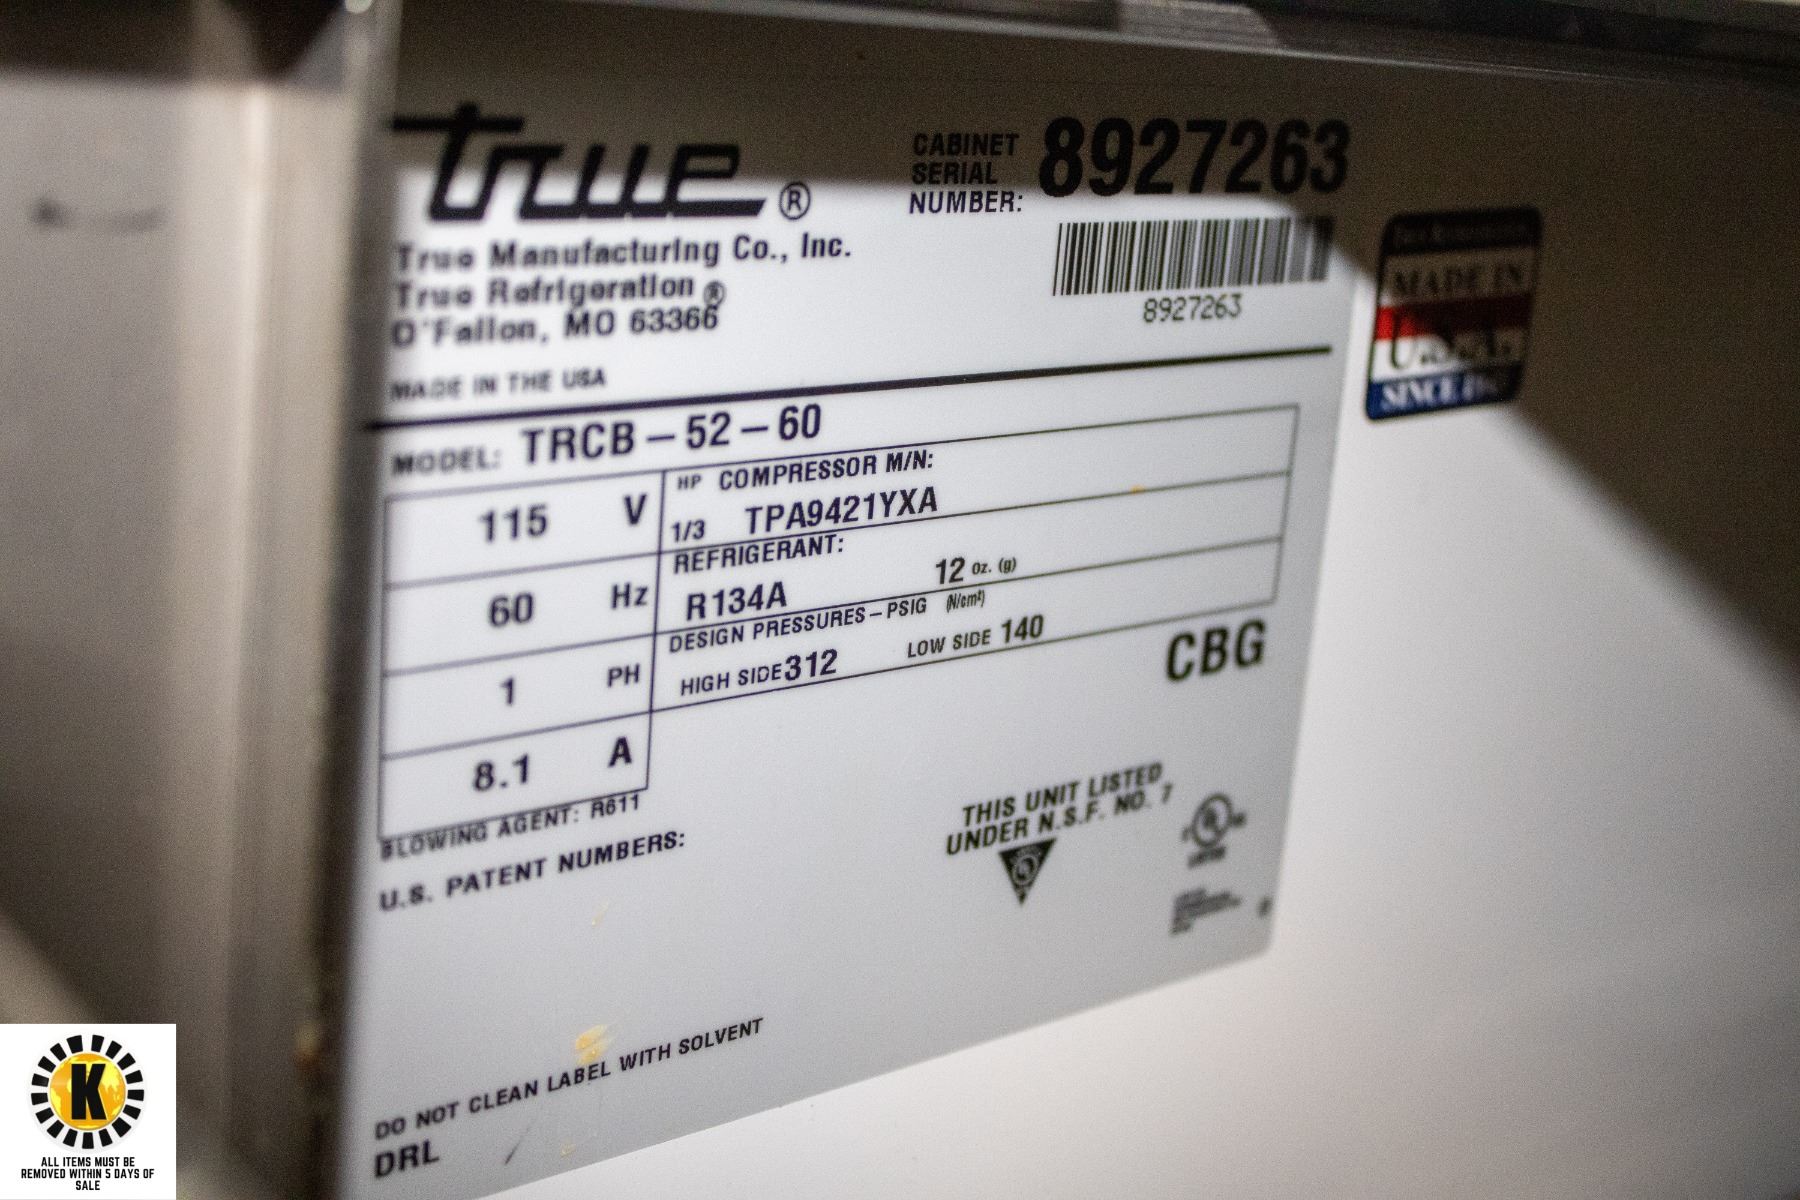 true®
CABINET
SERIAL
NUMBER: 8927263
True Manufacturing Co., Inc.
True Refrigeration ®
O'Fallon, MO 63366
8927263
MADE IN THE USA
MADE IN
SINCE
MODEL: TRCB-52-60
115 V
60 Hz
1 PH
8.1 A
HP COMPRESSOR M/N:
1/3 TPA9421YXA
REFRIGERANT:
R134A 12 oz. (g)
DESIGN PRESSURES-PSIG (N/cm²)
HIGH SIDE 312 LOW SIDE 140
CBG
BLOWING AGENT: R611
U.S. PATENT NUMBERS:
THIS UNIT LISTED
UNDER N.S.F. NO. 7
DO NOT CLEAN LABEL WITH SOLVENT
DRL
K
ALL ITEMS MUST BE
REMOVED WITHIN 5 DAYS OF
SALE